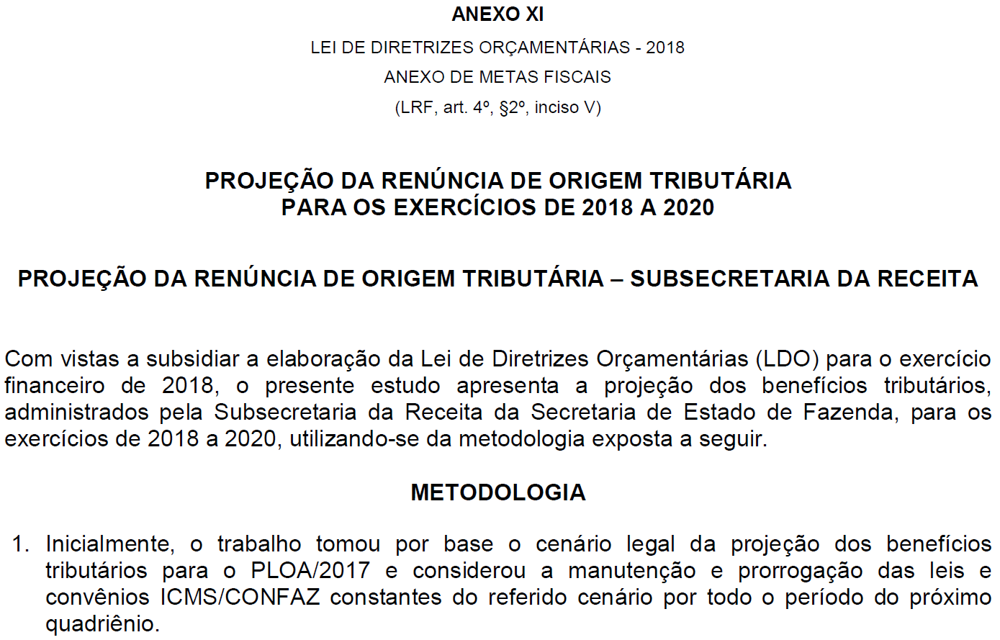 ANEXO XI
LEI DE DIRETRIZES ORÇAMENTÁRIAS - 2018
ANEXO DE METAS FISCAIS
(LRF, art. 4º, §2º, inciso V)
PROJEÇÃO DA RENÚNCIA DE ORIGEM TRIBUTÁRIA
PARA OS EXERCÍCIOS DE 2018 A 2020
PROJEÇÃO DA RENÚNCIA DE ORIGEM TRIBUTÁRIA – SUBSECRETARIA DA RECEITA
Com vistas a subsidiar a elaboração da Lei de Diretrizes Orçamentárias (LDO) para o exercício
financeiro de 2018, o presente estudo apresenta a projeção dos benefícios tributários,
administrados pela Subsecretaria da Receita da Secretaria de Estado de Fazenda, para os
exercícios de 2018 a 2020, utilizando-se da metodologia exposta a seguir.
METODOLOGIA
1. Inicialmente, o trabalho tomou por base o cenário legal da projeção dos benefícios
tributários para o PLOA/2017 e considerou a manutenção e prorrogação das leis e
convênios ICMS/CONFAZ constantes do referido cenário por todo o período do próximo
quadriênio.